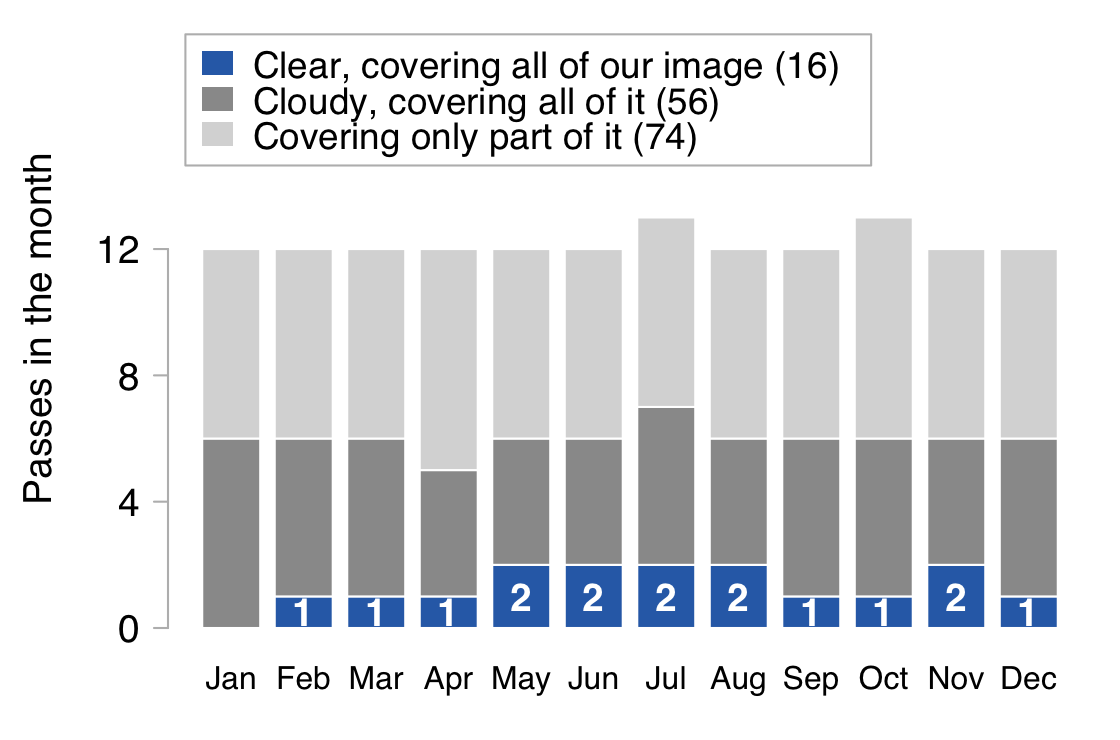 Clear, covering all of our image (16)
Cloudy, covering all of it (56)
Covering only part of it (74)
Passes in the month
12
8
4
0
1 1 1 2 2 2 2 1 1 2 1
Jan Feb Mar Apr May Jun Jul Aug Sep Oct Nov Dec